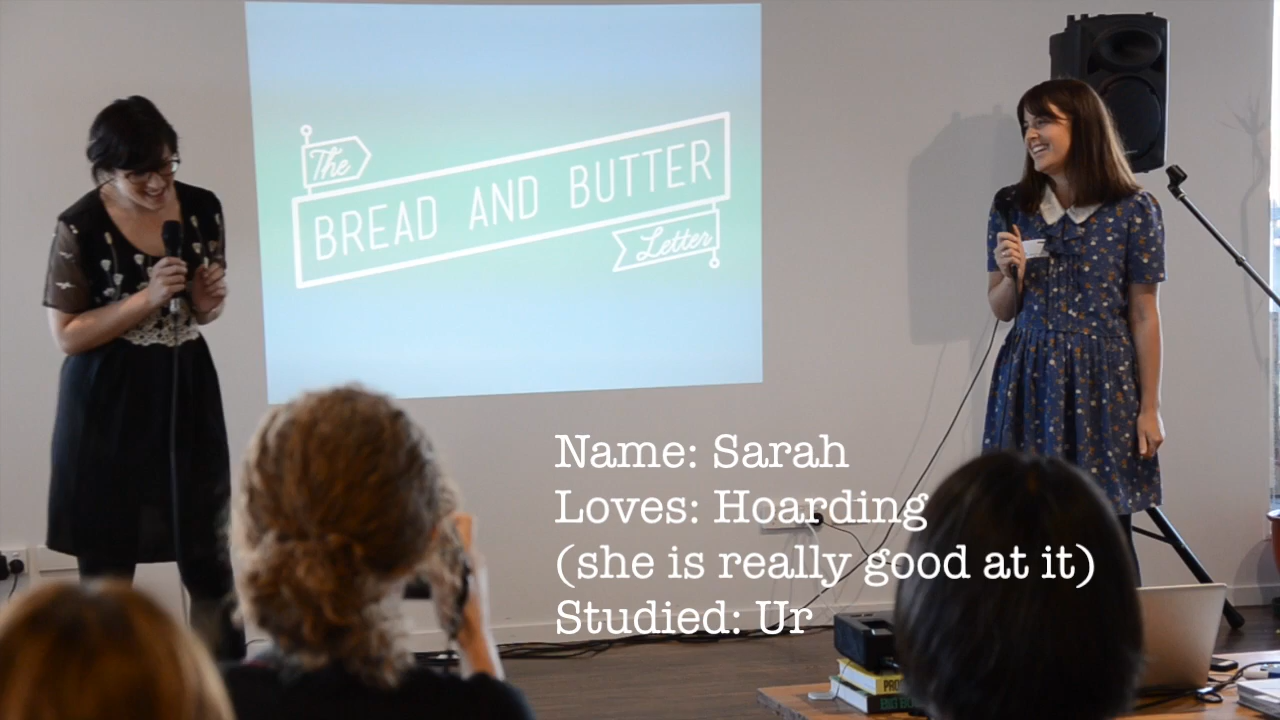 The
BREAD AND BUTTER
Letter
Name: Sarah
Loves: Hoarding
(she is really good at it)
Studied: Ur